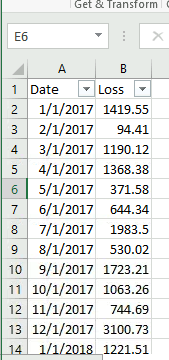 Get & Transform
E6
A B
1 Date Loss
2 1/1/2017 1419.55
3 2/1/2017 94.41
4 3/1/2017 1190.12
5 4/1/2017 1368.38
6 5/1/2017 371.58
7 6/1/2017 644.34
8 7/1/2017 1983.5
9 8/1/2017 530.02
10 9/1/2017 1723.21
11 10/1/2017 1063.26
12 11/1/2017 744.69
13 12/1/2017 3100.73
14 1/1/2018 1221.51